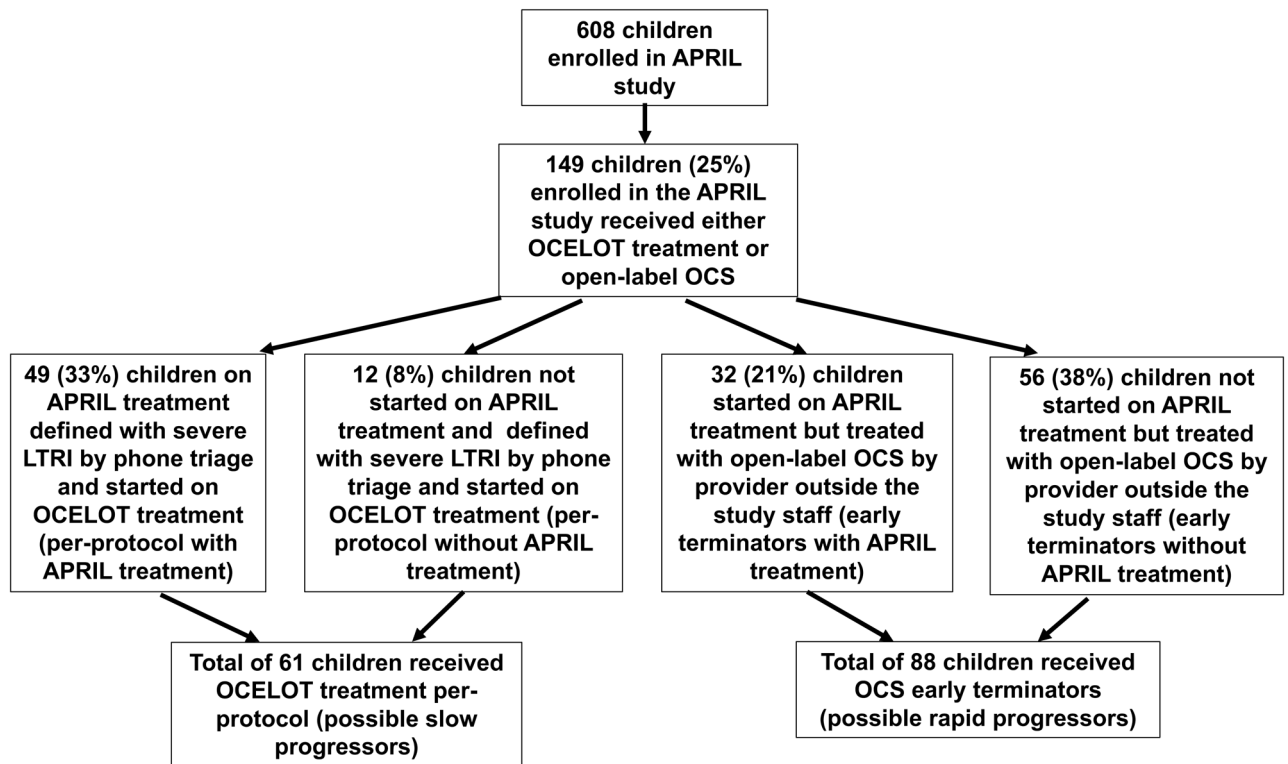 608 children
enrolled in APRIL
study
149 children (25%)
enrolled in the APRIL
study received either
OCELOT treatment or
open-label OCS
49 (33%) children on
APRIL treatment
defined with severe
LTRI by phone triage
and started on
OCELOT treatment
(per-protocol with
APRIL treatment)
12 (8%) children not
started on APRIL
treatment and defined
with severe LTRI by phone
triage and started on
OCELOT treatment (per-
protocol without APRIL
treatment)
32 (21%) children
started on APRIL
treatment but treated
with open-label OCS by
provider outside the
study staff (early
terminators with APRIL
treatment)
56 (38%) children not
started on APRIL
treatment but treated
with open-label OCS by
provider outside the
study staff (early
terminators without
APRIL treatment)
Total of 61 children received
OCELOT treatment per-
protocol (possible slow
progressors)
Total of 88 children received
OCS early terminators
(possible rapid progressors)